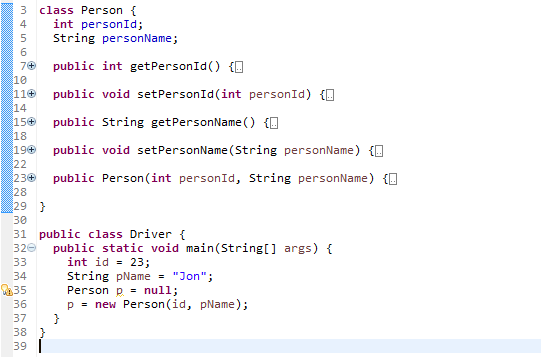 3 class Person {
4   int personId;
5   String personName;
6
7   public int getPersonId() {..
10
11   public void setPersonId(int personId) {..
14
15   public String getPersonName() {..
18
19   public void setPersonName(String personName) {..
22
23   public Person(int personId, String personName) {..
28
29 }
30
31 public class Driver {
32   public static void main(String[] args) {
33     int id = 23;
34     String pName = "Jon";
35     Person p = null;
36     p = new Person(id, pName);
37   }
38 }
39